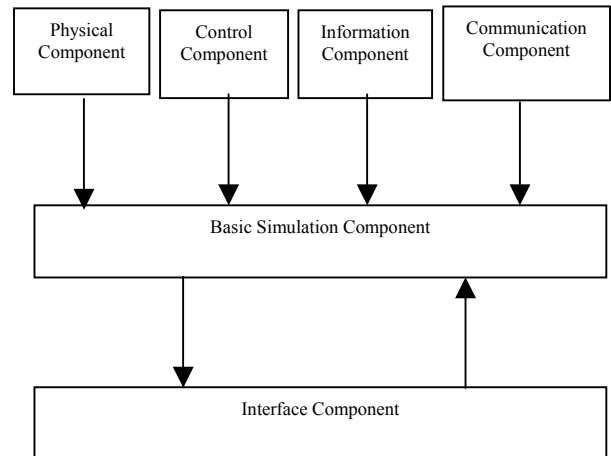 Physical
Component
Control
Component
Information
Component
Communication
Component
Basic Simulation Component
Interface Component